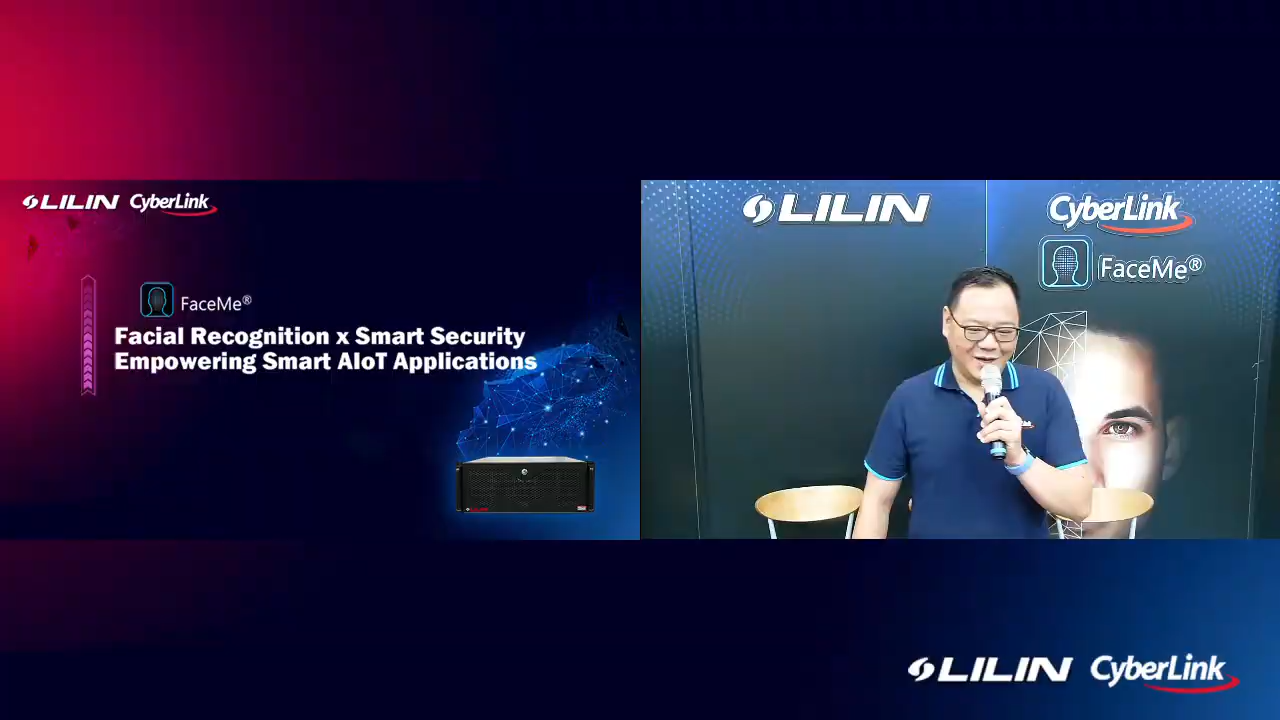 LILIN CyberLink
FaceMe®
Facial Recognition x Smart Security
Empowering Smart AIoT Applications
LILIN
CyberLink
FaceMe®
LILIN CyberLink